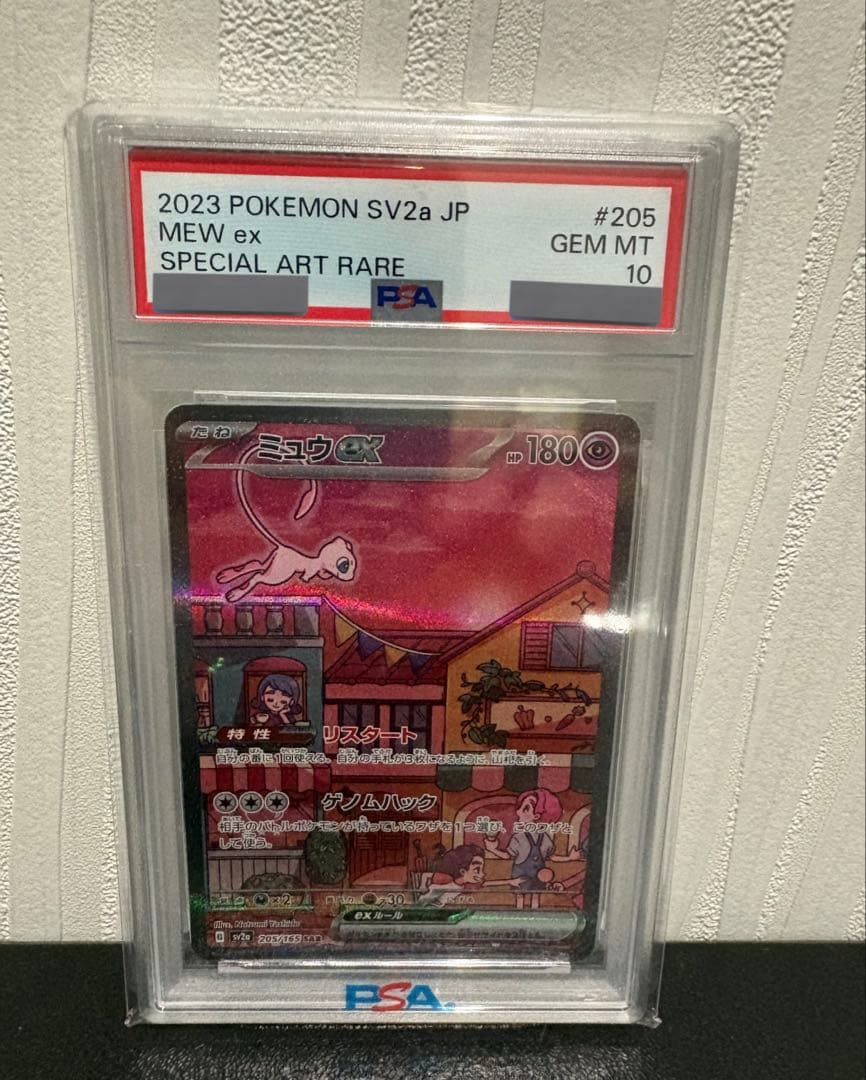 2023 POKEMON SV2a JP
#205
MEW ex
GEM MT
SPECIAL ART RARE
10
PSA
たね
ミュウex
HP 180
特性 リスタート
自分の番に1回使える。自分の手札が3枚になるように、山札を引く。
ゲノムハック
相手のバトルポケモンが持っているワザを1つ選び、このワザと
して使う。
×2
-30
exルール
Illus. Natsumi Yoshida
G sv2a 205/165 SAR
PSA